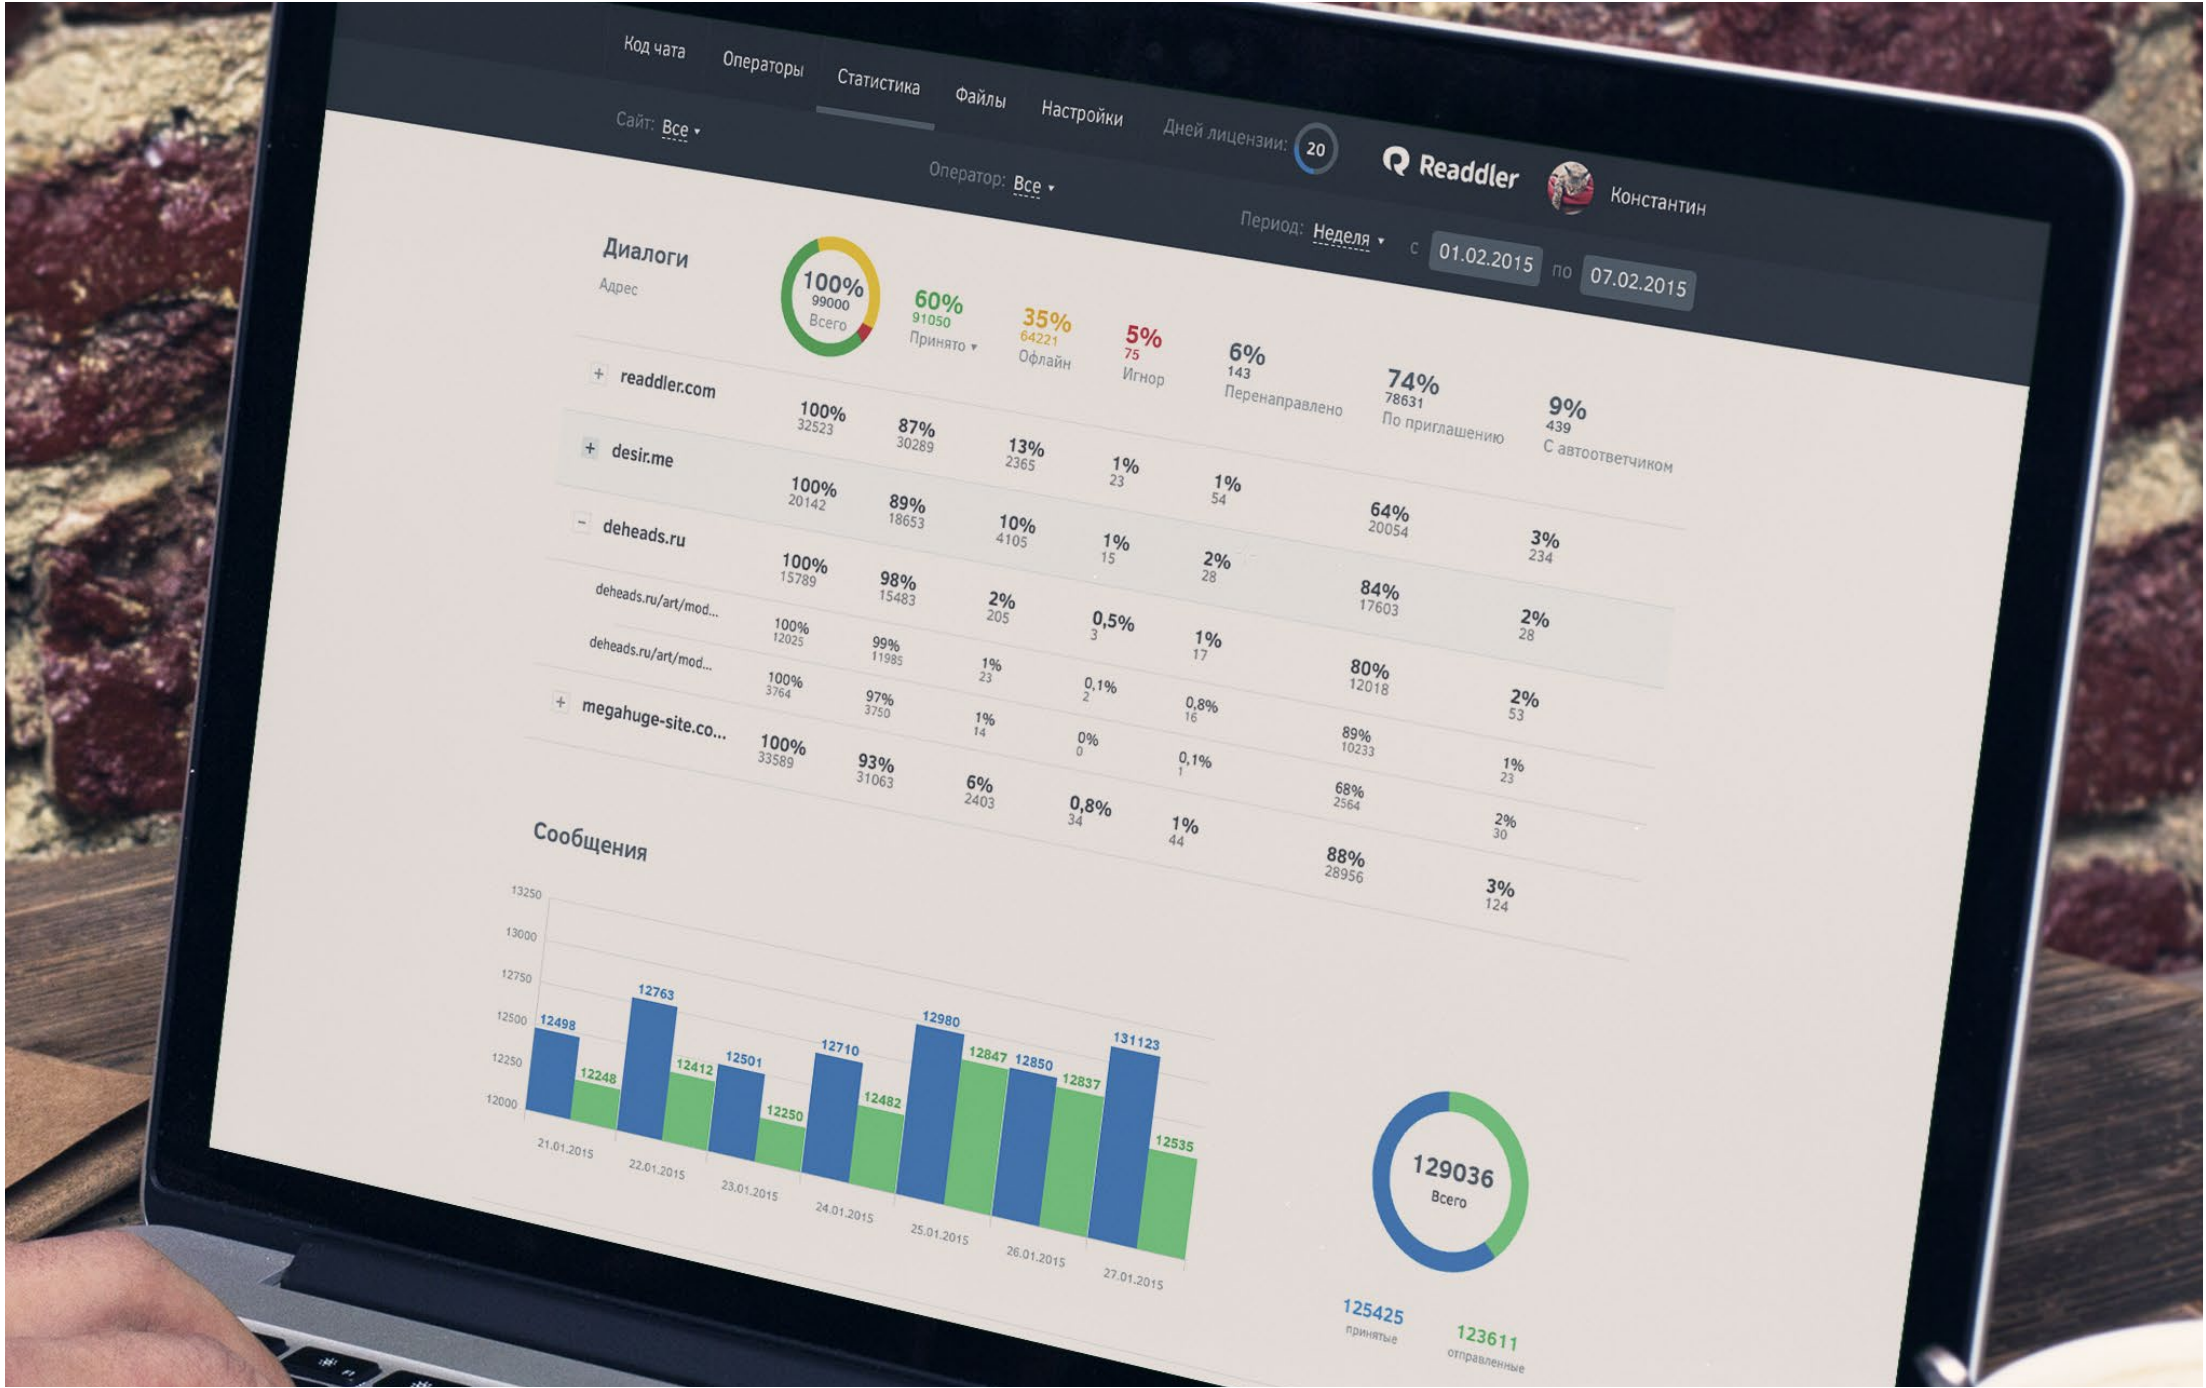 Код чата Операторы Статистика Файлы Настройки Дней лицензии: 20 Readdler Константин
Сайт: Все Оператор: Все Период: Неделя с 01.02.2015 по 07.02.2015
Диалоги
Адрес
100%
99000
Всего
60%
91050
Принято
35%
64221
Офлайн
5%
75
Игнор
6%
143
Перенаправлено
74%
78631
По приглашению
9%
439
С автоответчиком
+ readdler.com
100% 87% 13% 1% 1% 64% 3%
32523 30289 2365 23 54 20054 234
+ desir.me
100% 89% 10% 1% 2% 84% 2%
20142 18653 4105 15 28 17603 28
− deheads.ru
100% 98% 2% 0,5% 1% 80% 2%
15789 15483 205 3 17 12018 53
deheads.ru/art/mod...
100% 99% 1% 0,1% 0,8% 89% 1%
12025 11985 23 2 16 10233 23
deheads.ru/art/mod...
100% 97% 1% 0% 0,1% 68% 2%
3764 3750 14 0 1 2564 30
+ megahuge-site.co...
100% 93% 6% 0,8% 1% 88% 3%
33589 31063 2403 34 44 28956 124
Сообщения
13250
13000
12750
12500
12250
12000
12498 12248
12763 12412
12501 12250
12710 12482
12980 12847
12850 12837
131123 12535
21.01.2015 22.01.2015 23.01.2015 24.01.2015 25.01.2015 26.01.2015 27.01.2015
129036
Всего
125425
принятые
123611
отправленные